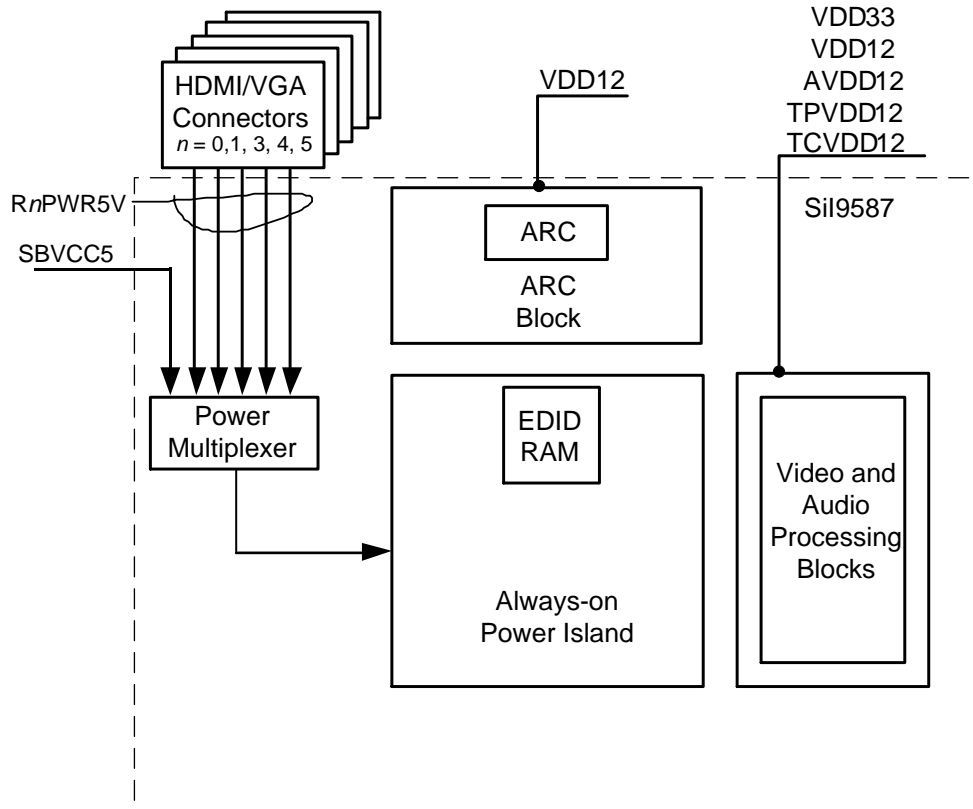 VDD33
VDD12
AVDD12
TPVDD12
TCVDD12
HDMI/VGA
Connectors
n = 0,1, 3, 4, 5
VDD12
RnPWR5V
SBVCC5
SiI9587
ARC
ARC
Block
Power
Multiplexer
EDID
RAM
Always-on
Power Island
Video and
Audio
Processing
Blocks